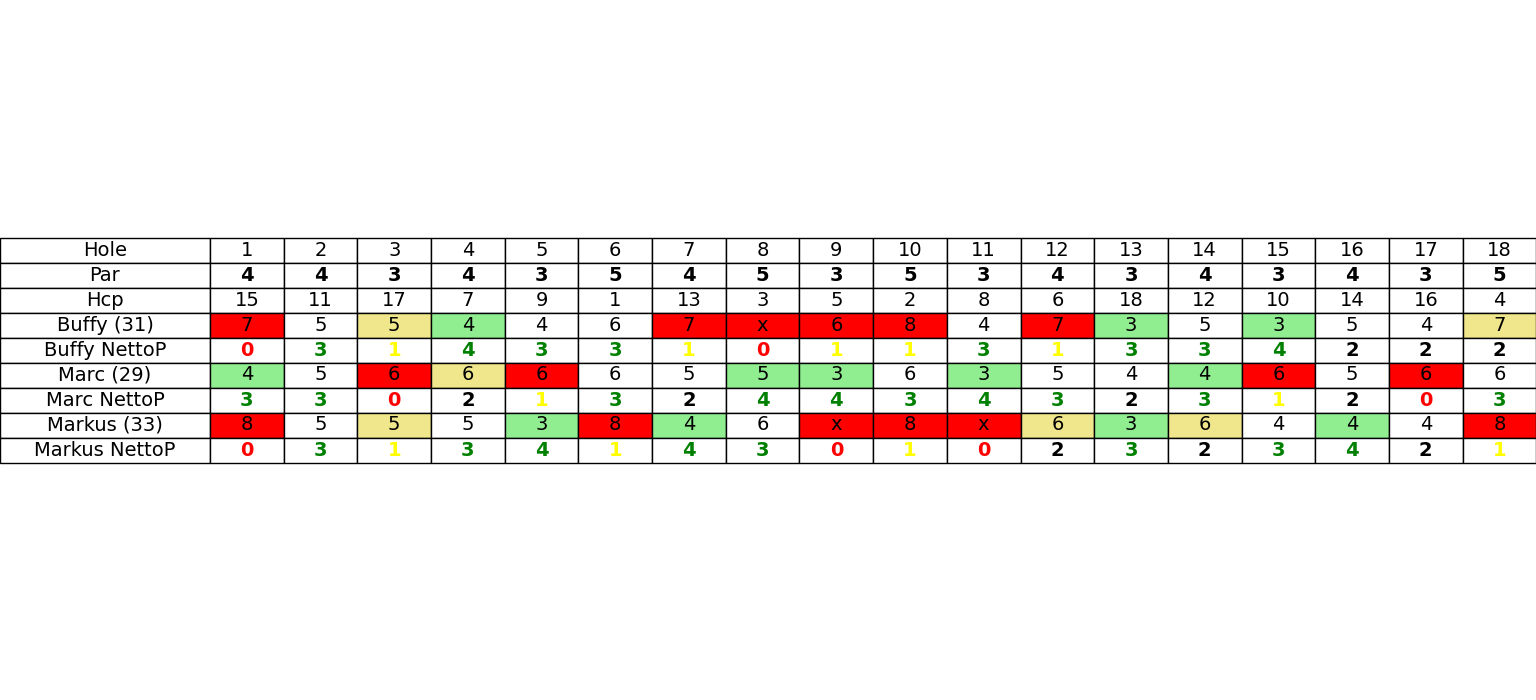 Hole 1 2 3 4 5 6 7 8 9 10 11 12 13 14 15 16 17 18
Par 4 4 3 4 3 5 4 5 3 5 3 4 3 4 3 4 3 5
Hcp 15 11 17 7 9 1 13 3 5 2 8 6 18 12 10 14 16 4
Buffy (31) 7 5 5 4 4 6 7 x 6 8 4 7 3 5 3 5 4 7
Buffy NettoP 0 3 1 4 3 3 1 0 1 1 3 1 3 3 4 2 2 2
Marc (29) 4 5 6 6 6 6 5 5 3 6 3 5 4 4 6 5 6 6
Marc NettoP 3 3 0 2 1 3 2 4 4 3 4 3 2 3 1 2 0 3
Markus (33) 8 5 5 5 3 8 4 6 x 8 x 6 3 6 4 4 4 8
Markus NettoP 0 3 1 3 4 1 4 3 0 1 0 2 3 2 3 4 2 1